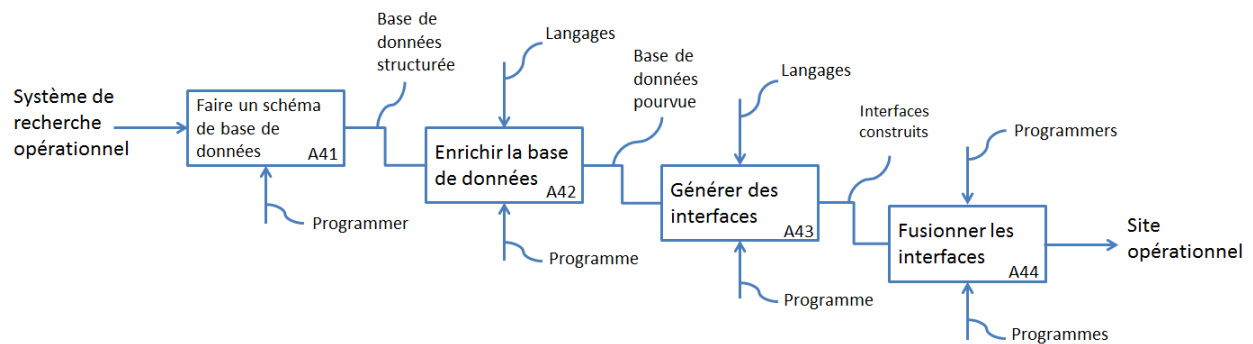 Système de
recherche
opérationnel
Faire un schéma
de base de
données
A41
Programmer
Base de
données
structurée
Langages
Enrichir la base
de données
A42
Programme
Base de
données
pourvue
Langages
Générer des
interfaces
A43
Programme
Interfaces
construits
Programmers
Fusionner les
interfaces
A44
Programmes
Site
opérationnel